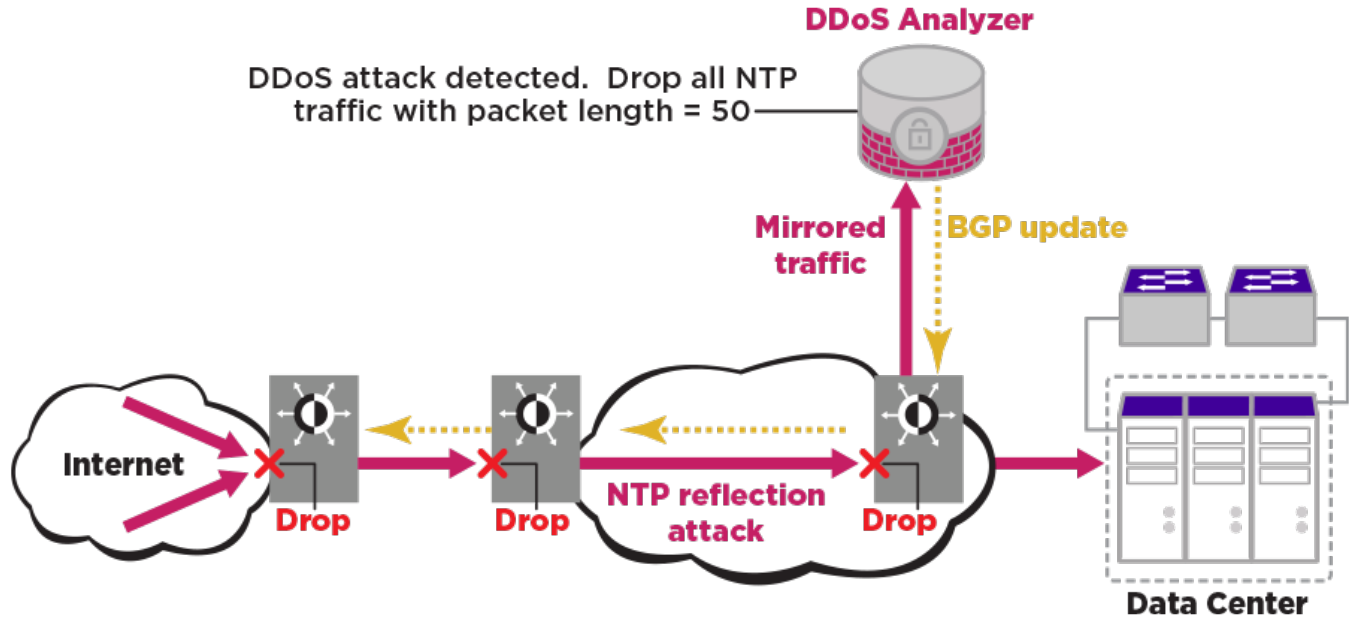 DDoS Analyzer
DDoS attack detected.  Drop all NTP
traffic with packet length = 50
Mirrored
traffic
BGP update
Internet
Drop
Drop
NTP reflection
attack
Drop
Data Center